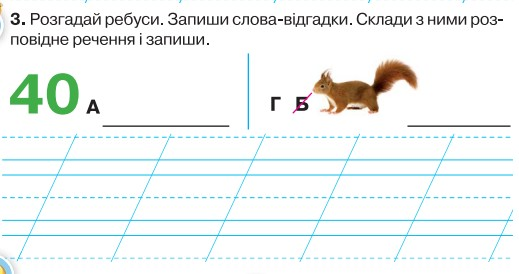 3. Розгадай ребуси. Запиши слова-відгадки. Склади з ними роз-
повідне речення і запиши.
40 А Г Б